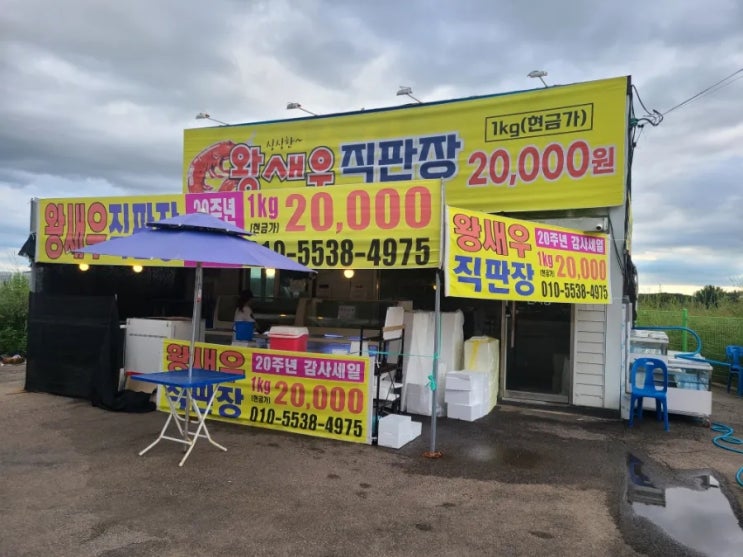 싱싱한~
왕새우 직판장
1kg(현금가)
20,000원
왕새우직판장 20주년 1kg 20,000
(현금가)
010-5538-4975
왕새우 20주년 감사세일
직판장 1kg 20,000
(현금가)
010-5538-4975
왕새우 20주년 감사세일
직판장 1kg 20,000
(현금가)
010-5538-4975